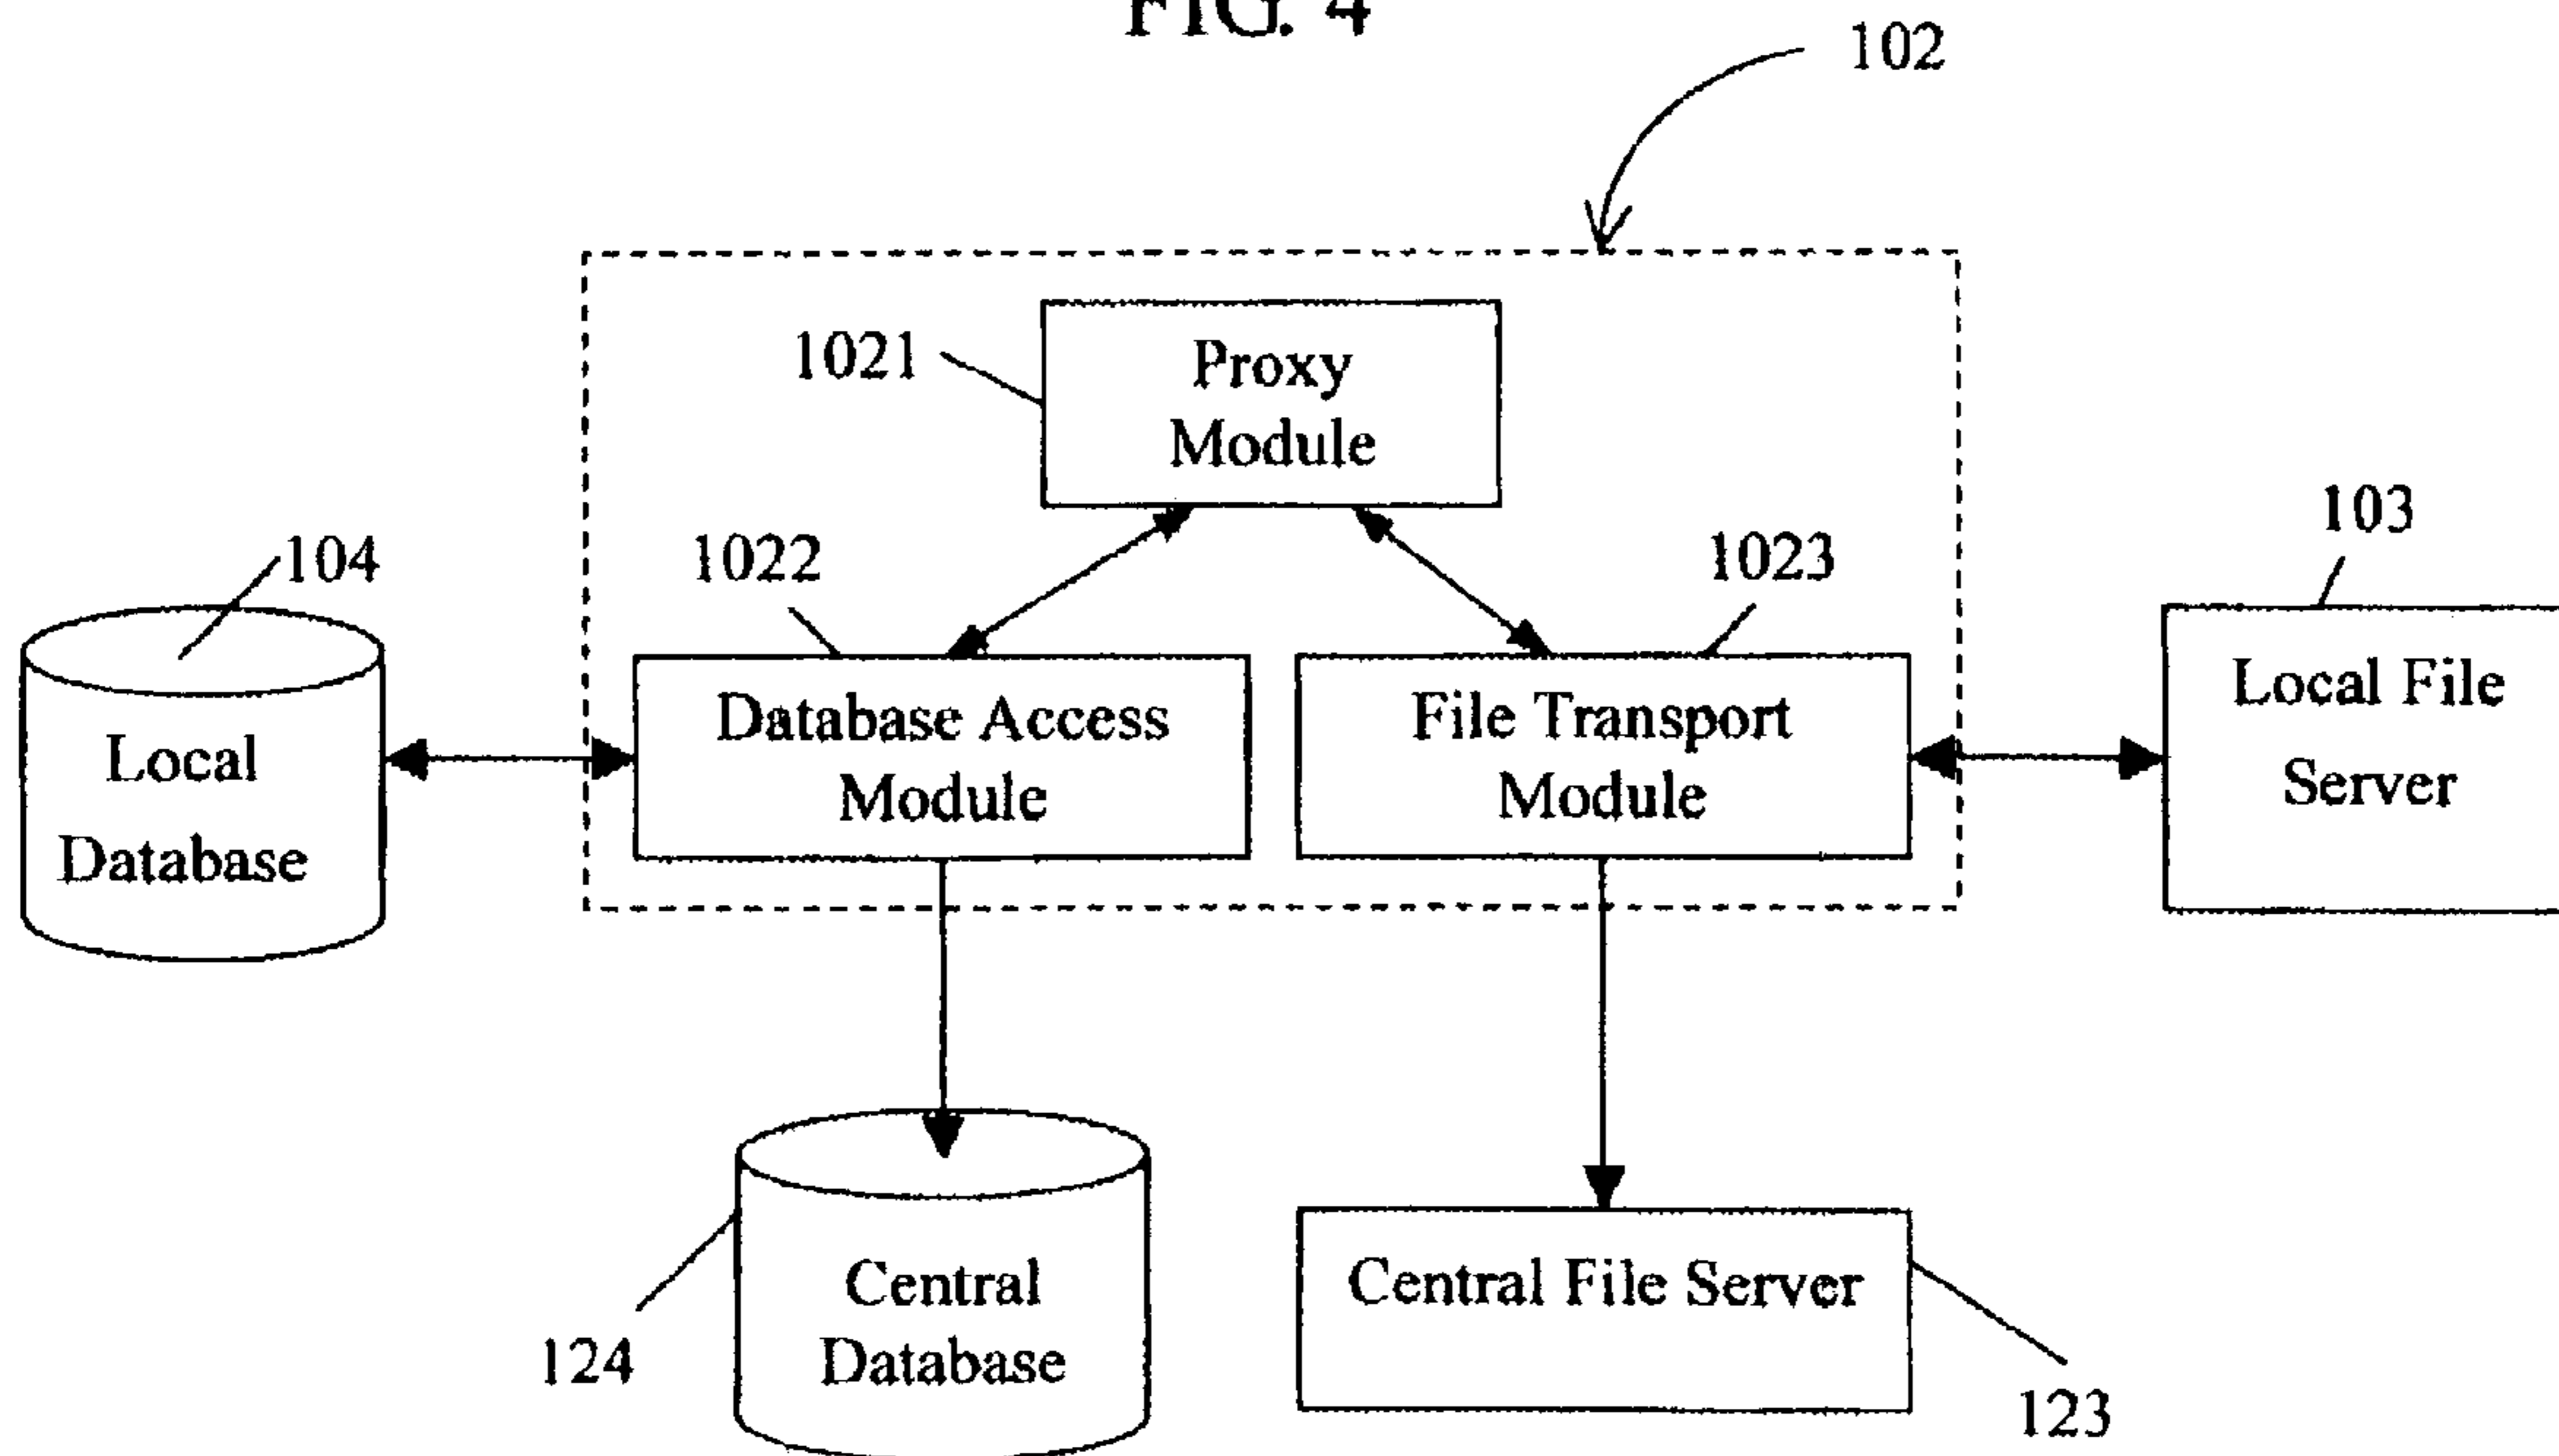 FIG. 4
102
1021
Proxy
Module
103
104
1022
1023
Local
Database
Database Access
Module
File Transport
Module
Local File
Server
Central
Database
Central File Server
124
123